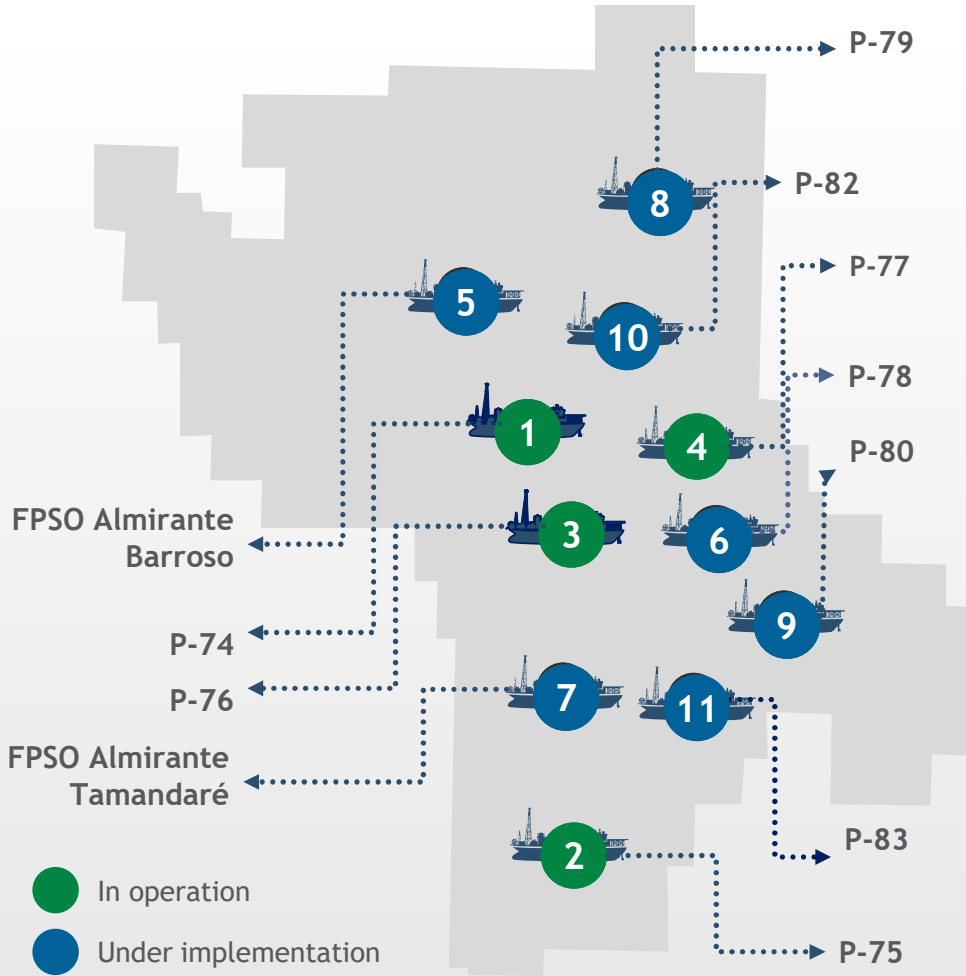 P-79
8
P-82
P-77
5
10
P-78
1
4
P-80
FPSO Almirante
Barroso
3
6
9
P-74
P-76
7
11
FPSO Almirante
Tamandaré
P-83
2
In operation
Under implementation
P-75